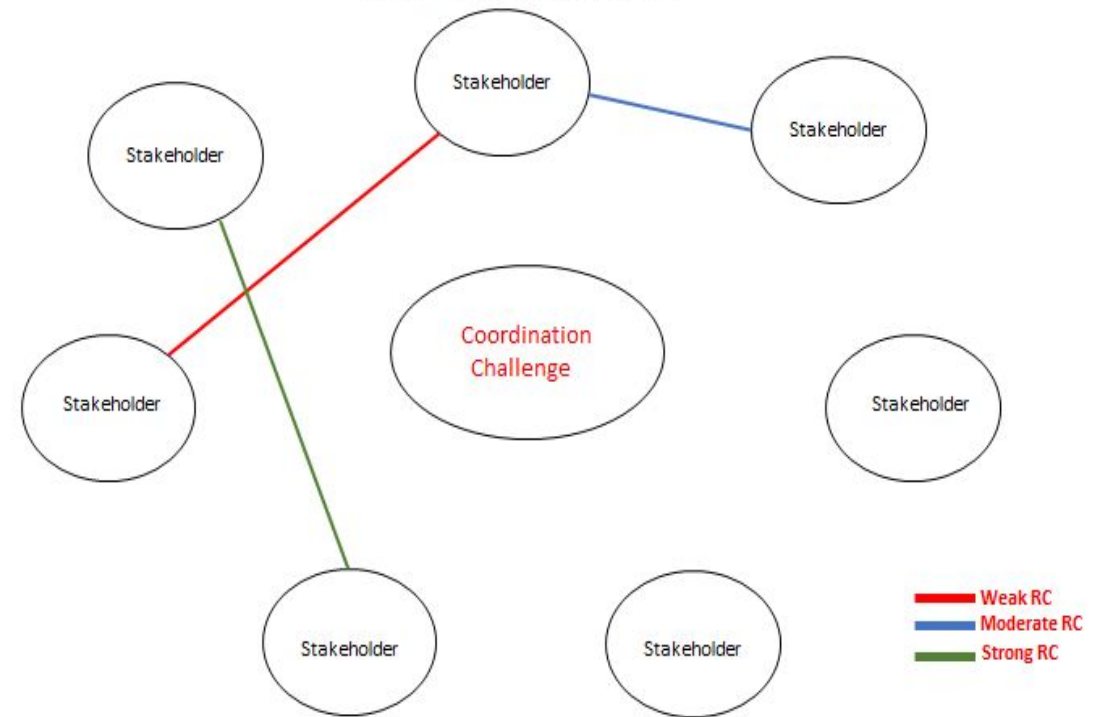 Stakeholder
Stakeholder
Stakeholder
Coordination
Challenge
Stakeholder
Stakeholder
Stakeholder
Stakeholder
Weak RC
Moderate RC
Strong RC